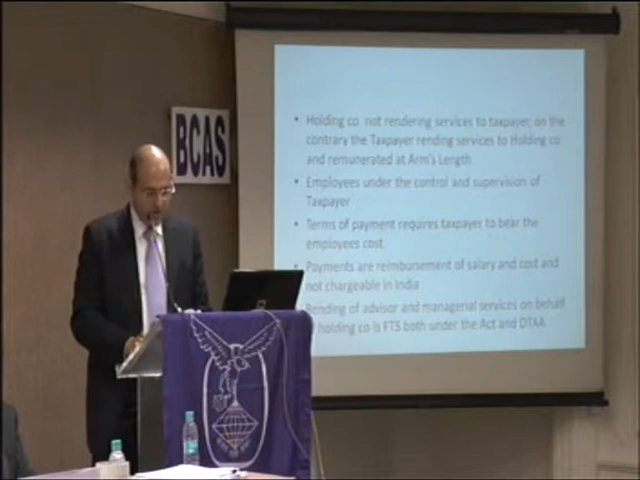 BCAS
• Holding co. not rendering services to taxpayer, on the
contrary the Taxpayer rending services to Holding co
and remunerated at Arm's Length
• Employees under the control and supervision of
Taxpayer
• Terms of payment requires taxpayer to bear the
employees cost
• Payments are reimbursement of salary and cost and
not chargeable in India
Rending of advisor and managerial services on behalf
holding co is FTS both under the Act and DTAA